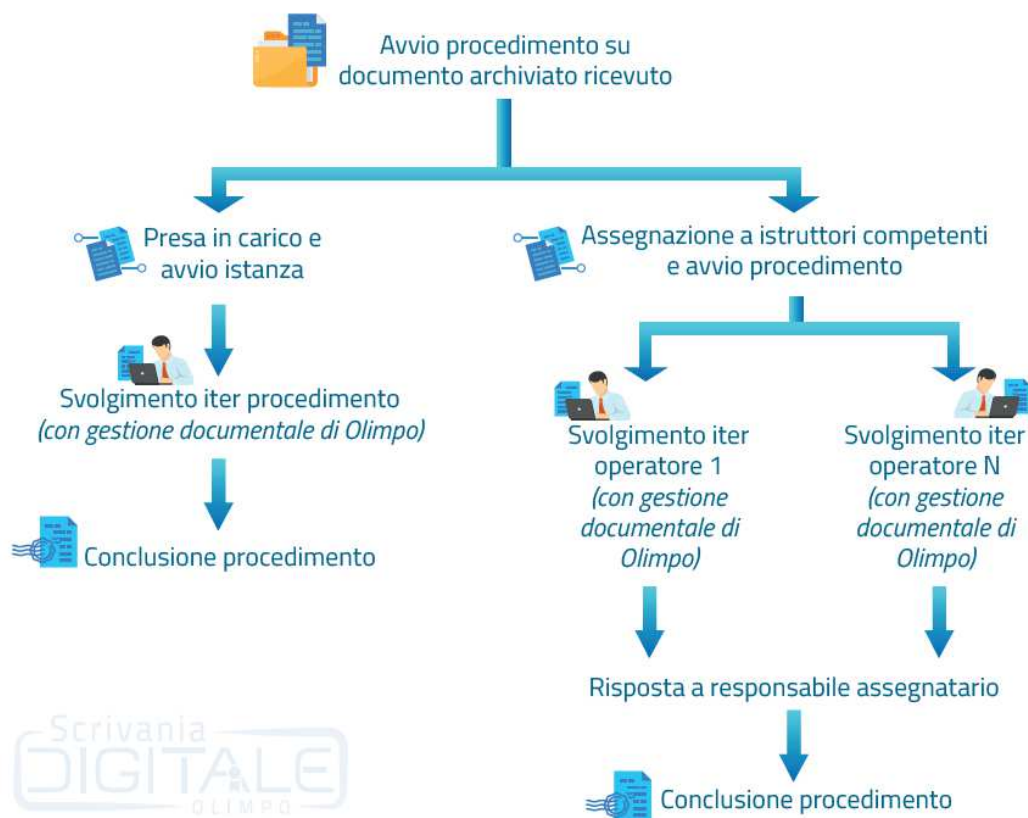 Avvio procedimento su
documento archiviato ricevuto
Presa in carico e
avvio istanza
Svolgimento iter procedimento
(con gestione documentale di Olimpo)
Conclusione procedimento
Assegnazione a istruttori competenti
e avvio procedimento
Svolgimento iter
operatore 1
(con gestione
documentale di
Olimpo)
Svolgimento iter
operatore N
(con gestione
documentale di
Olimpo)
Risposta a responsabile assegnatario
Conclusione procedimento
Scrivania
DIGITALE
OLIMPO